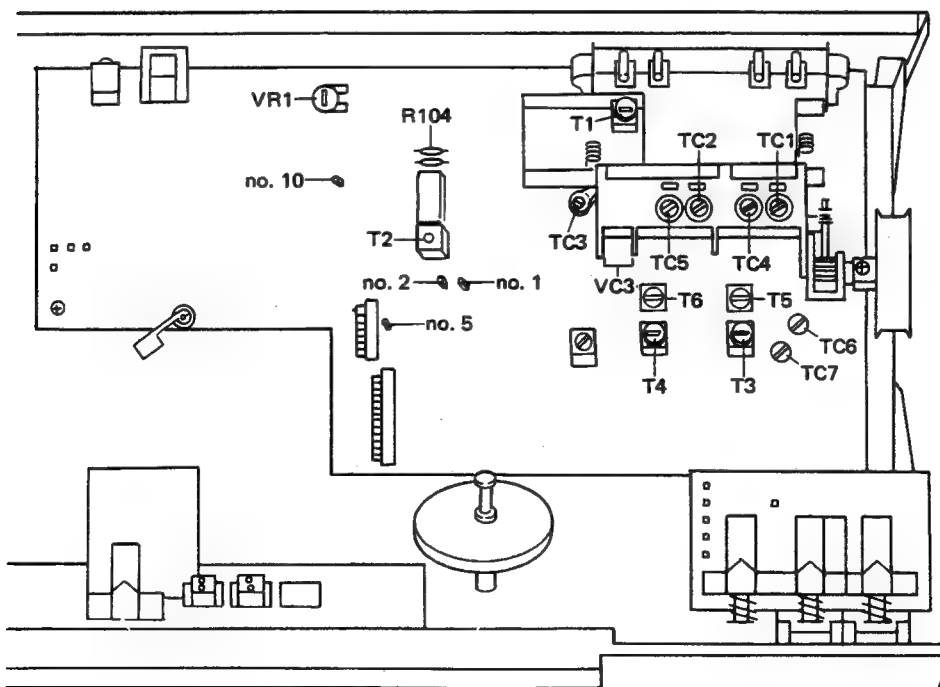 VR1
R104
T1
TC2
TC1
no. 10
T2
TC3
TC5
TC4
no. 2
no. 1
VC3
T6
T5
no. 5
TC6
TC7
T4
T3